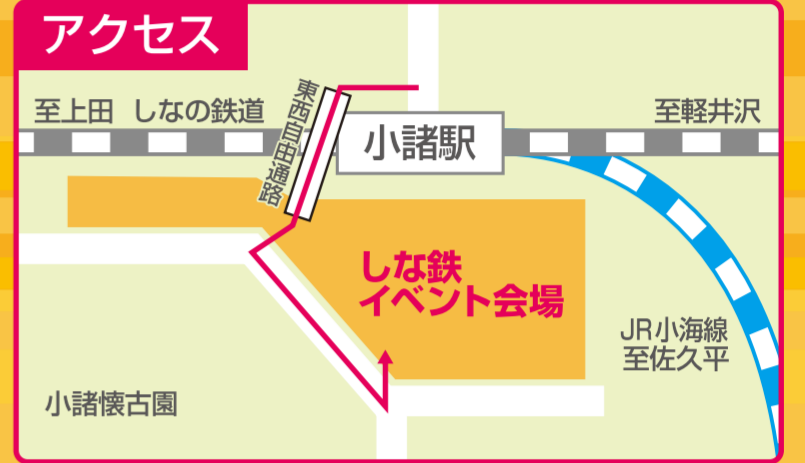 アクセス
至上田 しなの鉄道
東西自由通路
小諸駅
至軽井沢
しな鉄
イベント会場
JR小海線
至佐久平
小諸懐古園